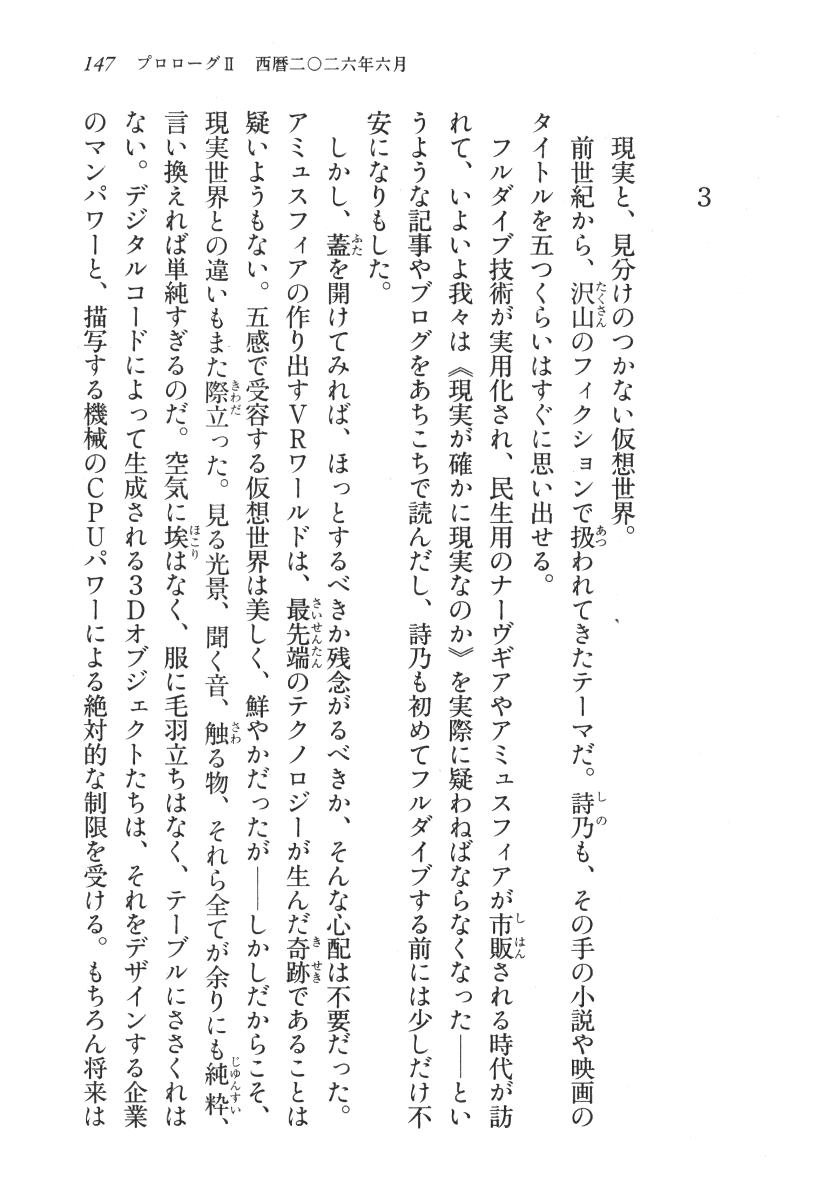 147 プロローグⅡ 西暦二〇二六年六月
3
現実と、見分けのつかない仮想世界。
前世紀から、沢山のフィクションで扱われてきたテーマだ。詩乃も、その手の小説や映画の
タイトルを五つくらいはすぐに思い出せる。
フルダイブ技術が実用化され、民生用のナーヴギアやアミュスフィアが市販される時代が訪
れて、いよいよ我々は《現実が確かに現実なのか》を実際に疑わねばならなくなった——とい
うような記事やブログをあちこちで読んだし、詩乃も初めてフルダイブする前には少しだけ不
安になりもした。
しかし、蓋を開けてみれば、ほっとするべきか残念がるべきか、そんな心配は不要だった。
アミュスフィアの作り出すVRワールドは、最先端のテクノロジーが生んだ奇跡であることは
疑いようもない。五感で受容する仮想世界は美しく、鮮やかだったが——しかしだからこそ、
現実世界との違いもまた際立った。見る光景、聞く音、触る物、それら全てが余りにも純粋、
言い換えれば単純すぎるのだ。空気に埃はなく、服に毛羽立ちはなく、テーブルにささくれは
ない。デジタルコードによって生成される3Dオブジェクトたちは、それをデザインする企業
のマンパワーと、描写する機械のCPUパワーによる絶対的な制限を受ける。もちろん将来は